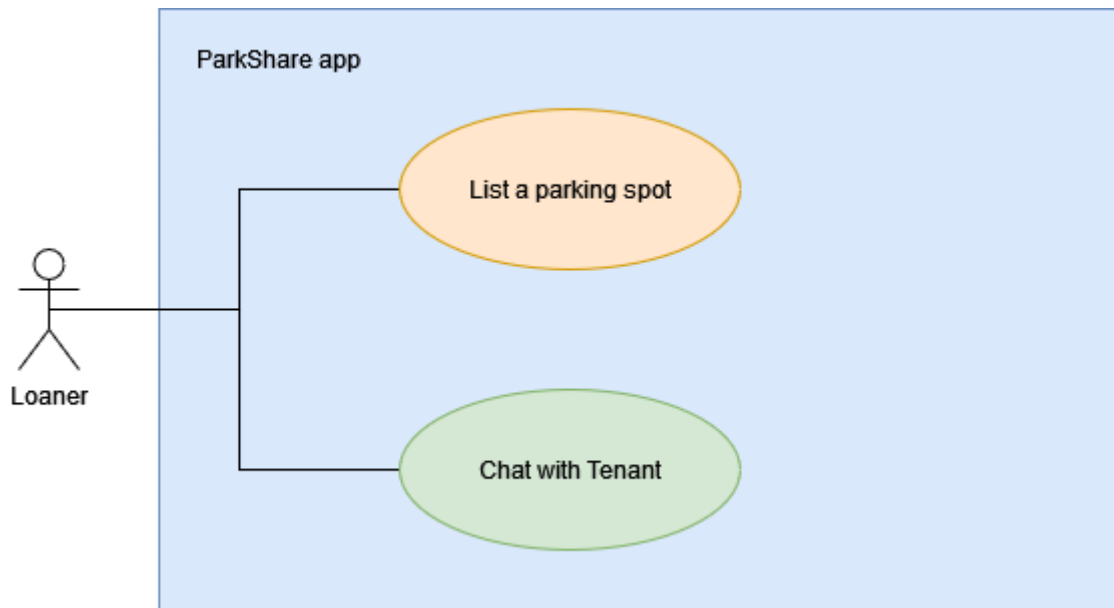 ParkShare app
List a parking spot
Loaner
Chat with Tenant